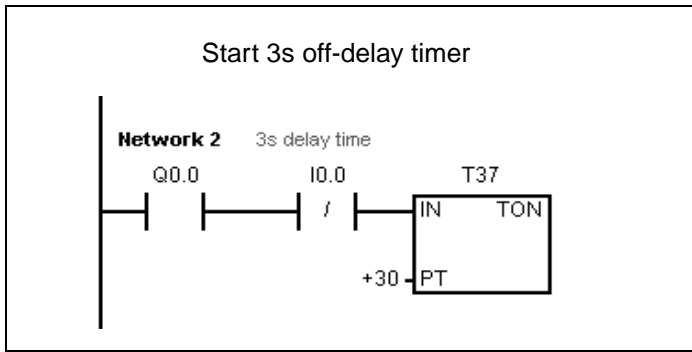 Start 3s off-delay timer
Network 2 3s delay time
Q0.0 I0.0 T37
/ IN TON
+30 PT